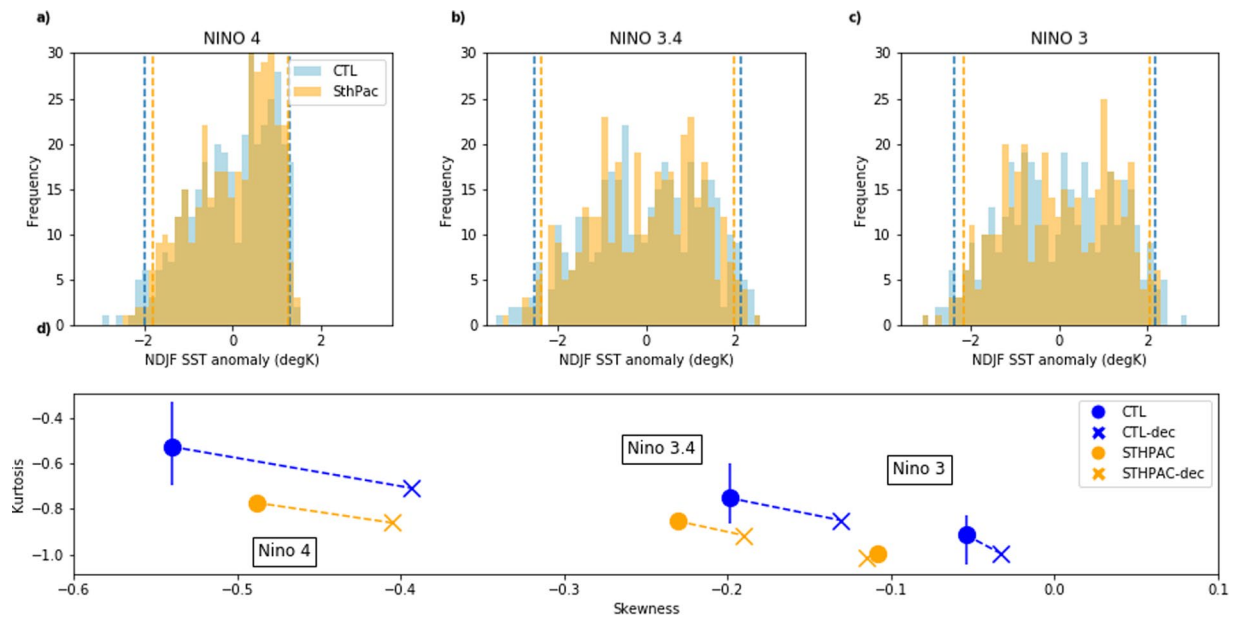 a)
NINO 4
30
25
20
15
10
5
0
Frequency
CTL
SthPac
−2
0
2
NDJF SST anomaly (degK)
b)
NINO 3.4
30
25
20
15
10
5
0
Frequency
−2
0
2
NDJF SST anomaly (degK)
c)
NINO 3
30
25
20
15
10
5
0
Frequency
−2
0
2
NDJF SST anomaly (degK)
d)
−0.4
−0.6
−0.8
−1.0
Kurtosis
Nino 4
Nino 3.4
Nino 3
CTL
CTL-dec
STHPAC
STHPAC-dec
−0.6
−0.5
−0.4
−0.3
−0.2
−0.1
0.0
0.1
Skewness